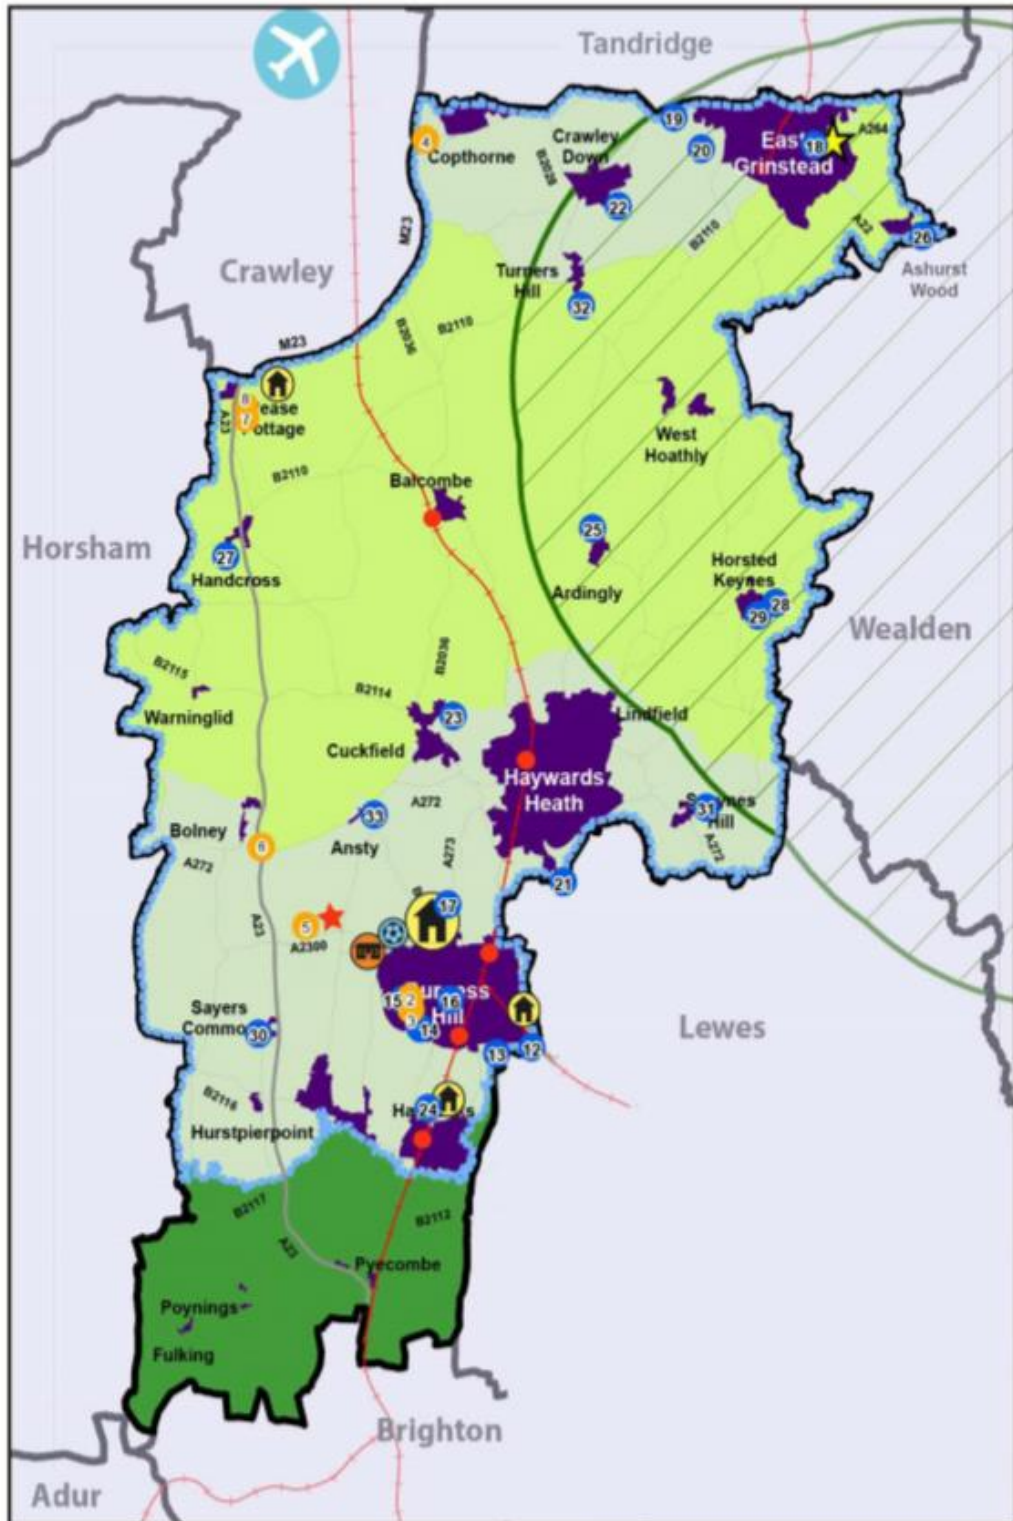 Tandridge
19
18
A264
4
Copthorne
Crawley
Down
B2028
20
East
Grinstead
22
M23
B2110
A22
26
Ashurst
Wood
Crawley
Turners
Hill
32
B2036
B2110
M23
8
7
A23
Pease
Pottage
West
Hoathly
B2110
Balcombe
Horsham
27
Handcross
25
Ardingly
Horsted
Keynes
28
29
Wealden
B2036
B2115
B2114
Warninglid
23
Cuckfield
Lindfield
Haywards
Heath
A272
31
Hill
A272
33
Ansty
Bolney
6
A272
A273
21
17
A23
5
A2300
15
2
16
Hill
3
14
Sayers
30
13
12
Lewes
B2116
24
Hurstpierpoint
B2117
B2112
A23
Pyecombe
Poynings
Fulking
Brighton
Adur